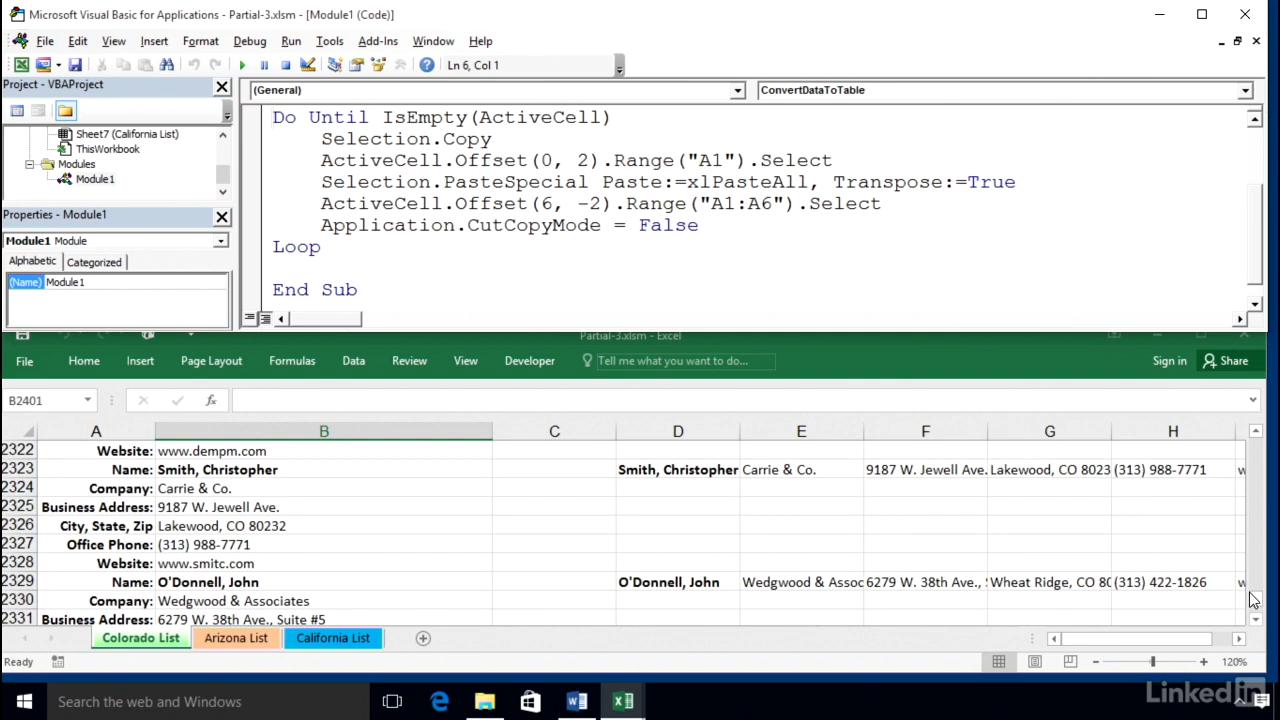 Microsoft Visual Basic for Applications - Partial-3.xlsm - [Module1 (Code)]
File Edit View Insert Format Debug Run Tools Add-Ins Window Help
Ln 6, Col 1
Project - VBAProject
(General) ConvertDataToTable
Sheet7 (California List)
ThisWorkbook
Modules
Module1
Properties - Module1
Module1 Module
Alphabetic Categorized
(Name) Module1
Do Until IsEmpty(ActiveCell)
Selection.Copy
ActiveCell.Offset(0, 2).Range("A1").Select
Selection.PasteSpecial Paste:=xlPasteAll, Transpose:=True
ActiveCell.Offset(6, -2).Range("A1:A6").Select
Application.CutCopyMode = False
Loop
End Sub
Partial-3.xlsm - Excel
File Home Insert Page Layout Formulas Data Review View Developer Tell me what you want to do... Sign in Share
B2401 fx
A B C D E F G H
2322 Website: www.dempm.com
2323 Name: Smith, Christopher Smith, Christopher Carrie & Co. 9187 W. Jewell Ave. Lakewood, CO 8023 (313) 988-7771 w
2324 Company: Carrie & Co.
2325 Business Address: 9187 W. Jewell Ave.
2326 City, State, Zip Lakewood, CO 80232
2327 Office Phone: (313) 988-7771
2328 Website: www.smitc.com
2329 Name: O'Donnell, John O'Donnell, John Wedgwood & Assoc 6279 W. 38th Ave., Wheat Ridge, CO 80 (313) 422-1826 w
2330 Company: Wedgwood & Associates
2331 Business Address: 6279 W. 38th Ave., Suite #5
Colorado List Arizona List California List
Ready 120%
Search the web and Windows
LinkedIn